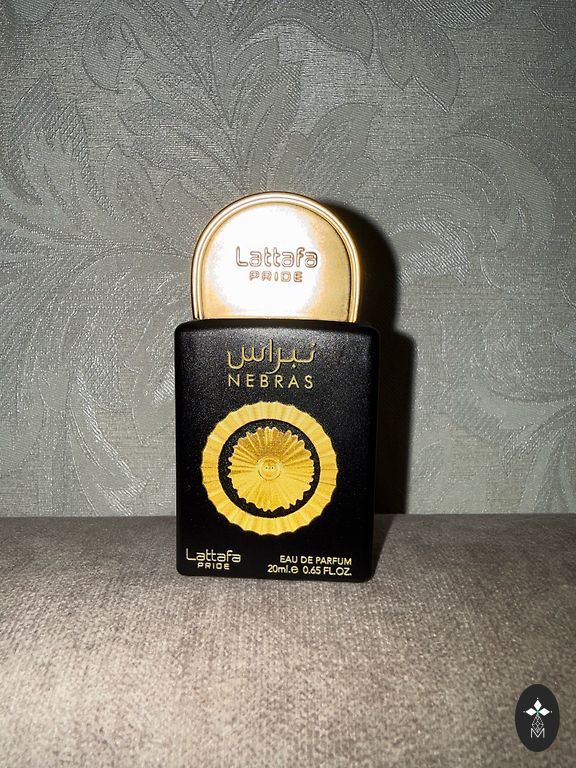 Lattafa
PRIDE
نبراس
NEBRAS
Lattafa
PRIDE
EAU DE PARFUM
20ml.e 0.65 FL.OZ.
M